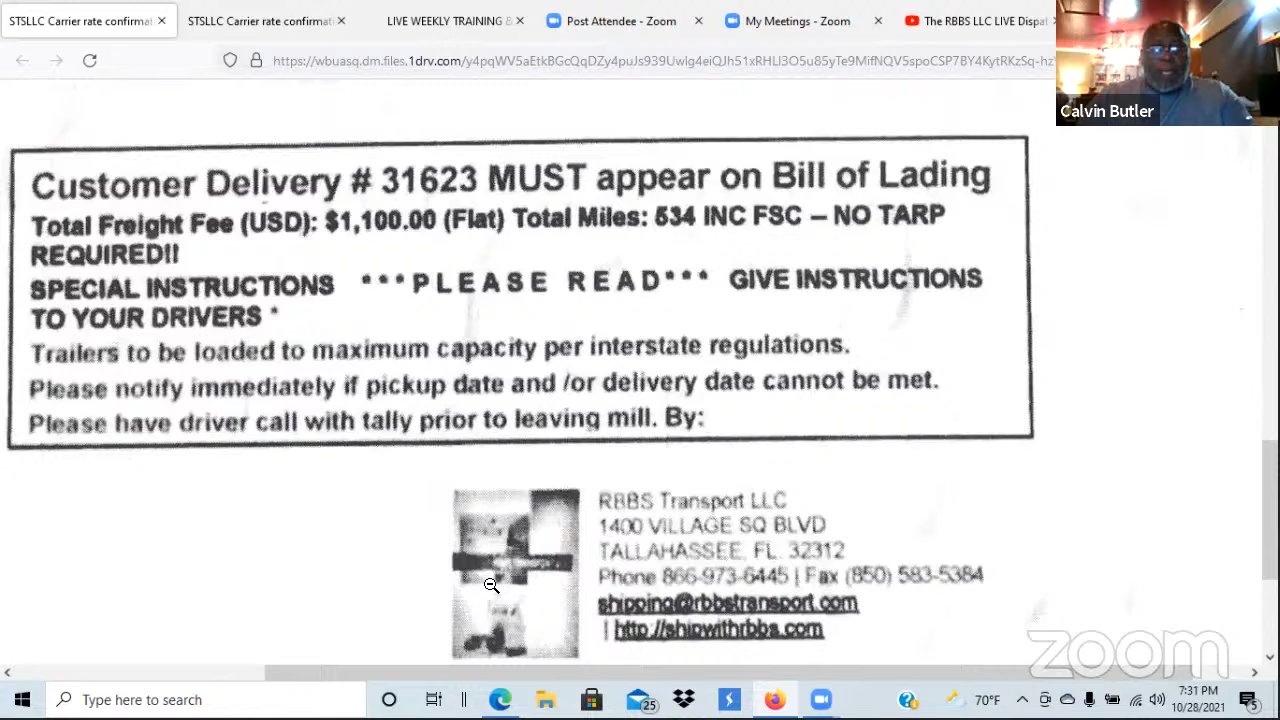 STSLLC Carrier rate confirmat
STSLLC Carrier rate confirmat
LIVE WEEKLY TRAINING &
Post Attendee - Zoom
My Meetings - Zoom
The RBBS LLC LIVE Dispat
Calvin Butler
Customer Delivery # 31623 MUST appear on Bill of Lading
Total Freight Fee (USD): $1,100.00 (Flat) Total Miles: 534 INC FSC – NO TARP
REQUIRED!!
SPECIAL INSTRUCTIONS ***PLEASE READ*** GIVE INSTRUCTIONS
TO YOUR DRIVERS *
Trailers to be loaded to maximum capacity per interstate regulations.
Please notify immediately if pickup date and /or delivery date cannot be met.
Please have driver call with tally prior to leaving mill. By:
RBBS Transport LLC
1400 VILLAGE SQ BLVD
TALLAHASSEE, FL. 32312
Phone 866-973-6445 | Fax (850) 583-5384
shipping@rbbstransport.com
| http://shipwithrbbs.com
zoom
Type here to search
25
70°F
7:31 PM
10/28/2021
5